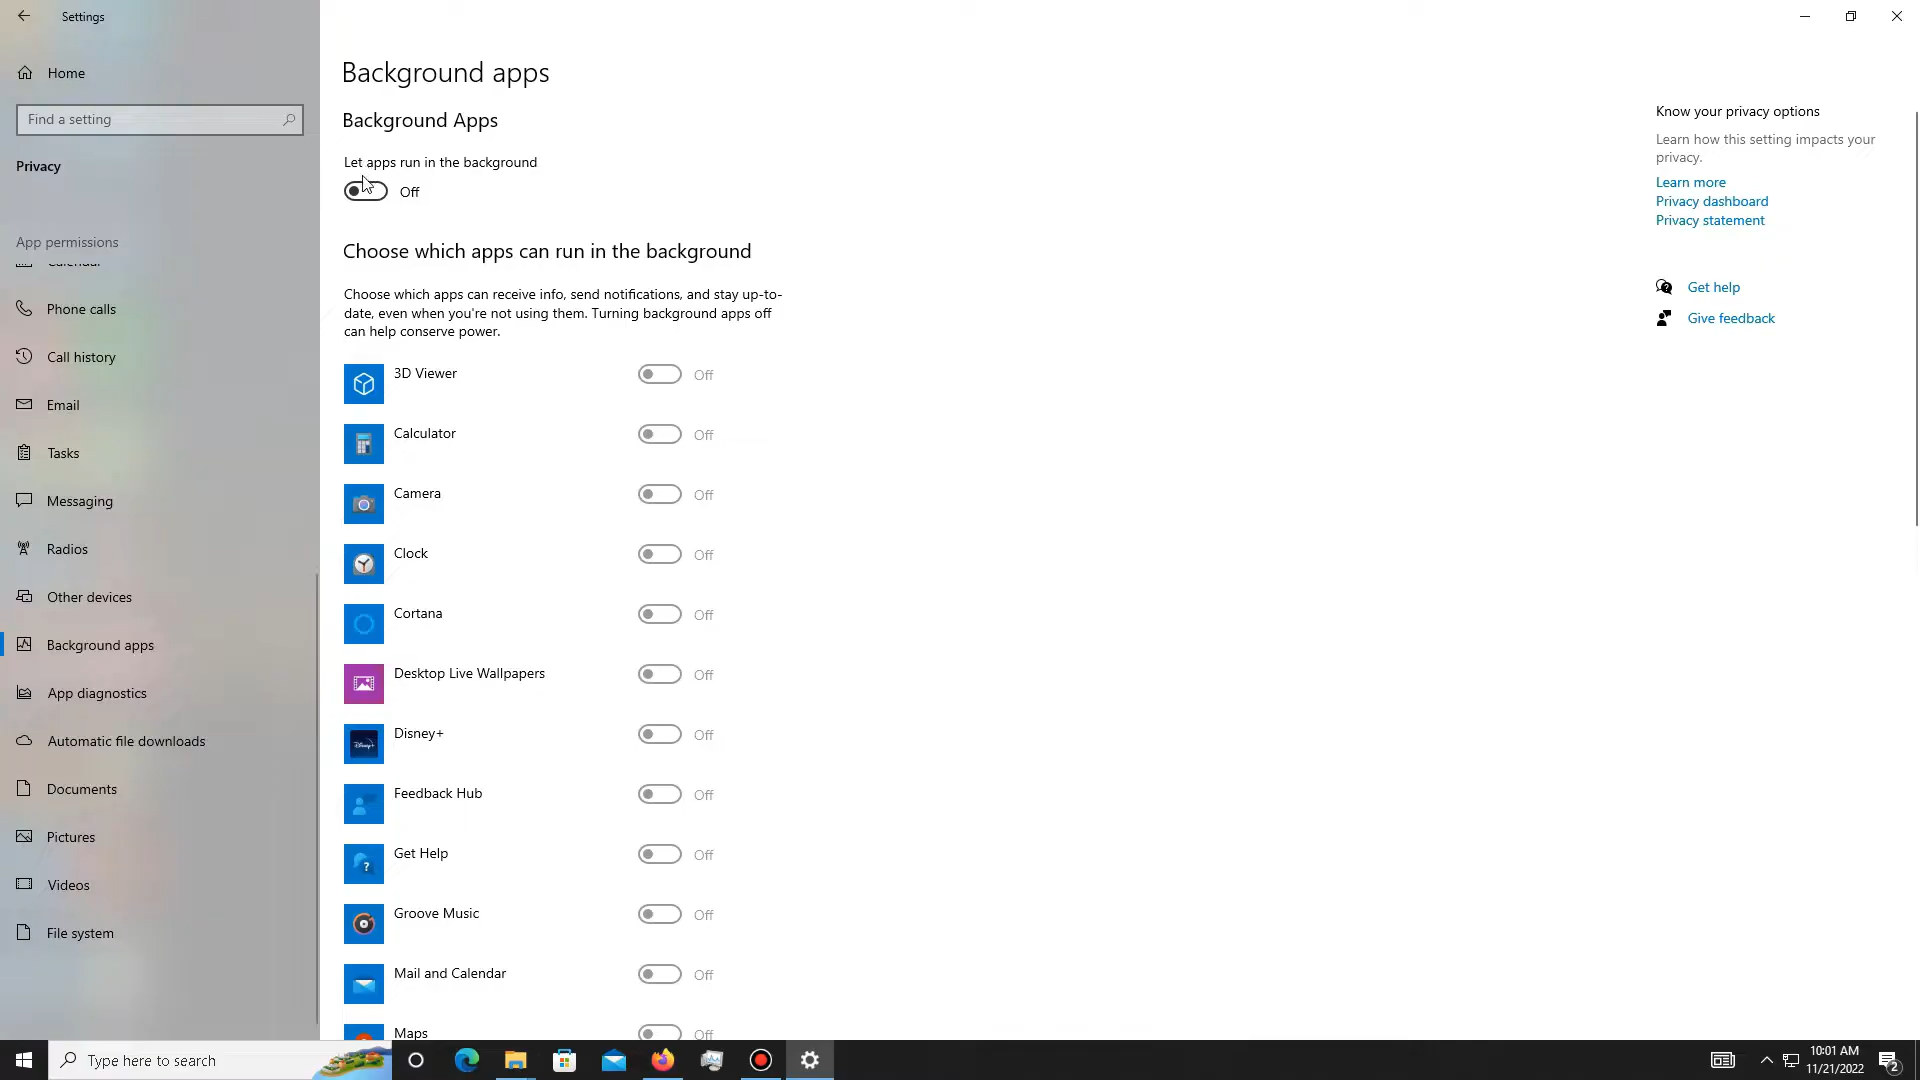 Settings
Home
Find a setting
Privacy
App permissions
Calendar
Phone calls
Call history
Email
Tasks
Messaging
Radios
Other devices
Background apps
App diagnostics
Automatic file downloads
Documents
Pictures
Videos
File system
Background apps
Background Apps
Let apps run in the background
Off
Choose which apps can run in the background
Choose which apps can receive info, send notifications, and stay up-to-
date, even when you're not using them. Turning background apps off
can help conserve power.
3D Viewer Off
Calculator Off
Camera Off
Clock Off
Cortana Off
Desktop Live Wallpapers Off
Disney+ Off
Feedback Hub Off
Get Help Off
Groove Music Off
Mail and Calendar Off
Maps Off
Know your privacy options
Learn how this setting impacts your
privacy.
Learn more
Privacy dashboard
Privacy statement
Get help
Give feedback
Type here to search
10:01 AM
11/21/2022
2